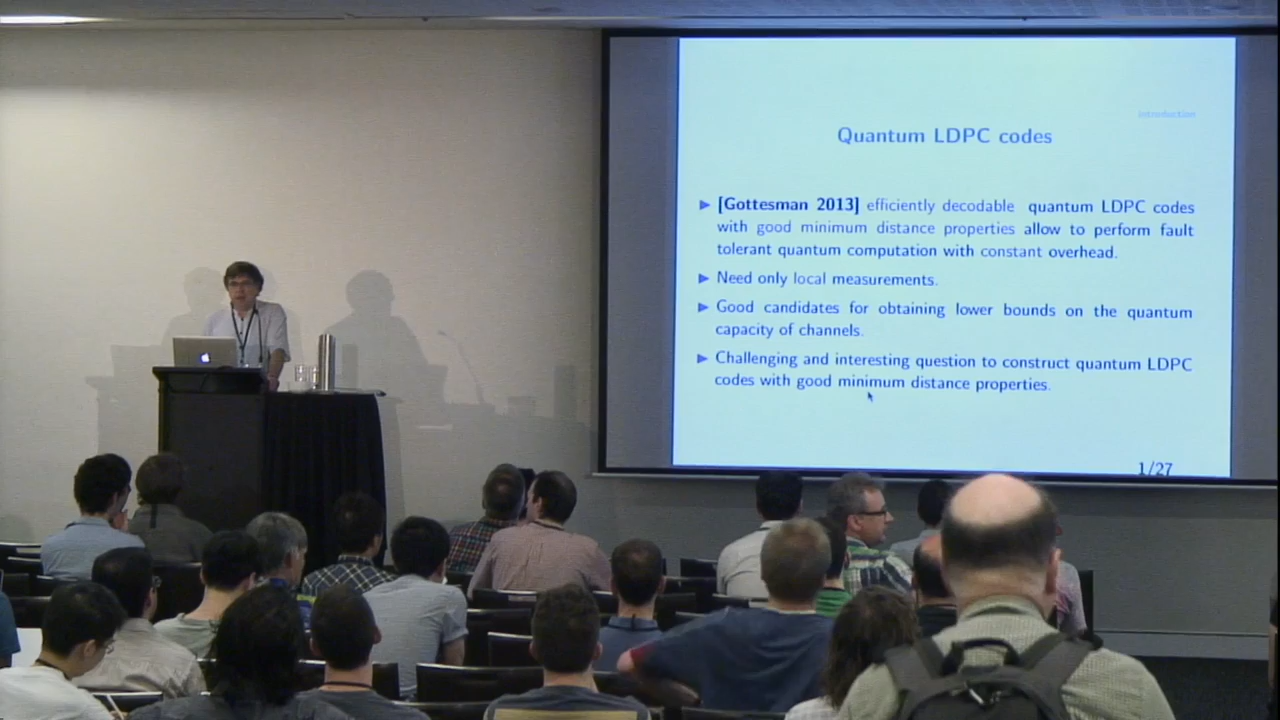 Introduction
Quantum LDPC codes
▶ [Gottesman 2013] efficiently decodable quantum LDPC codes
with good minimum distance properties allow to perform fault
tolerant quantum computation with constant overhead.
▶ Need only local measurements.
▶ Good candidates for obtaining lower bounds on the quantum
capacity of channels.
▶ Challenging and interesting question to construct quantum LDPC
codes with good minimum distance properties.
1/27